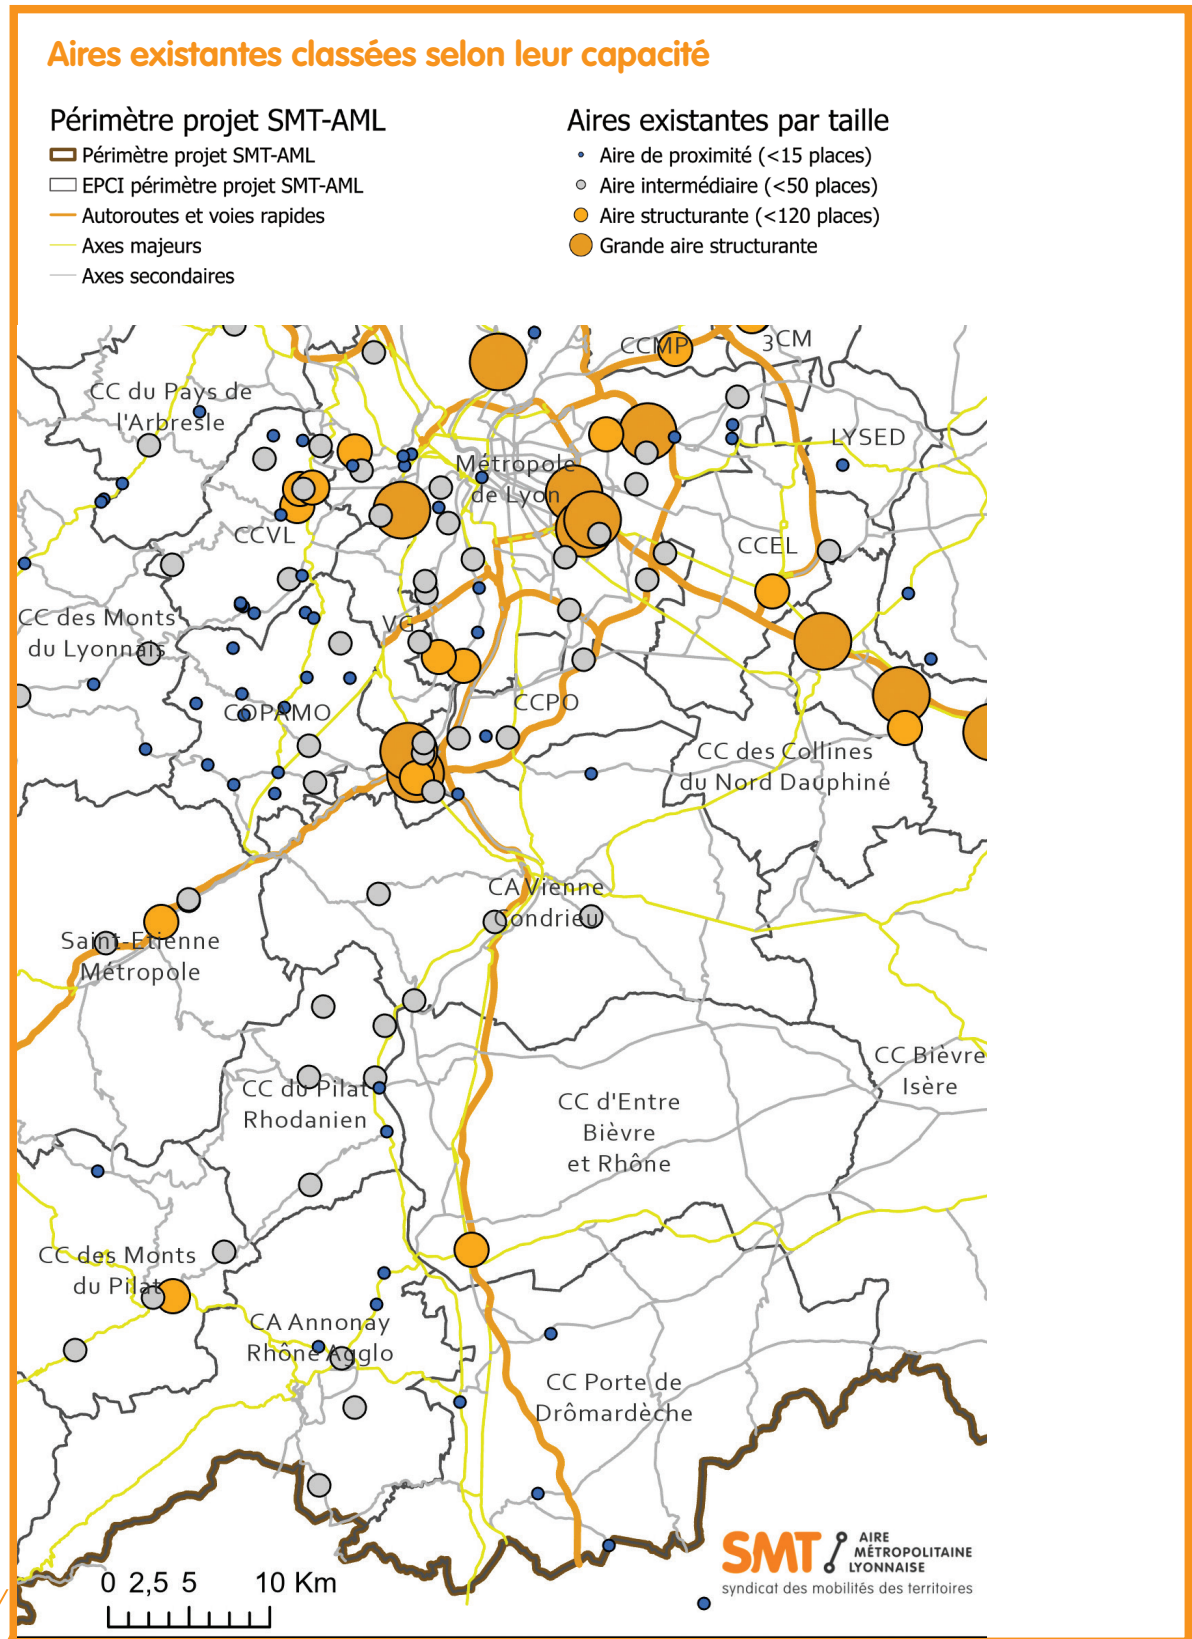 Aires existantes classées selon leur capacité
Périmètre projet SMT-AML
Périmètre projet SMT-AML
EPCI périmètre projet SMT-AML
Autoroutes et voies rapides
Axes majeurs
Axes secondaires
Aires existantes par taille
Aire de proximité (<15 places)
Aire intermédiaire (<50 places)
Aire structurante (<120 places)
Grande aire structurante
CCMP
3CM
CC du Pays de
l'Arbresle
LYSED
Métropole
de Lyon
CCVL
CCEL
CC des Monts
du Lyonnais
VG
COPAMO
CCPO
CC des Collines
du Nord Dauphiné
CA Vienne
Condrieu
Saint-Etienne
Métropole
CC Bièvre
Isère
CC du Pilat
Rhodanien
CC d'Entre
Bièvre
et Rhône
CC des Monts
du Pilat
CA Annonay
Rhône Agglo
CC Porte de
Drômardèche
0 2,5 5 10 Km
SMT
AIRE
MÉTROPOLITAINE
LYONNAISE
syndicat des mobilités des territoires